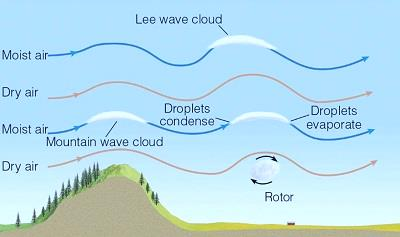 Lee wave cloud
Moist air
Dry air
Droplets
condense
Droplets
evaporate
Moist air
Mountain wave cloud
Dry air
Rotor